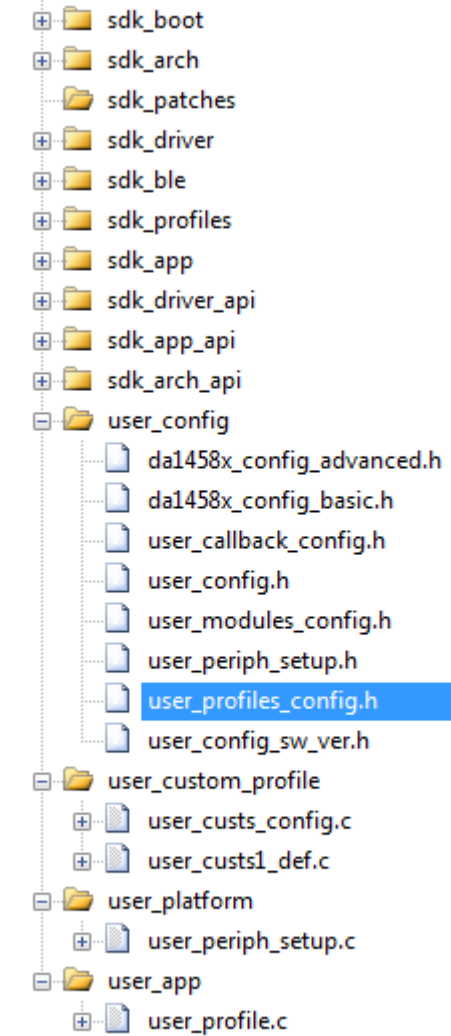 sdk_boot
sdk_arch
sdk_patches
sdk_driver
sdk_ble
sdk_profiles
sdk_app
sdk_driver_api
sdk_app_api
sdk_arch_api
user_config
da1458x_config_advanced.h
da1458x_config_basic.h
user_callback_config.h
user_config.h
user_modules_config.h
user_periph_setup.h
user_profiles_config.h
user_config_sw_ver.h
user_custom_profile
user_custs_config.c
user_custs1_def.c
user_platform
user_periph_setup.c
user_app
user_profile.c